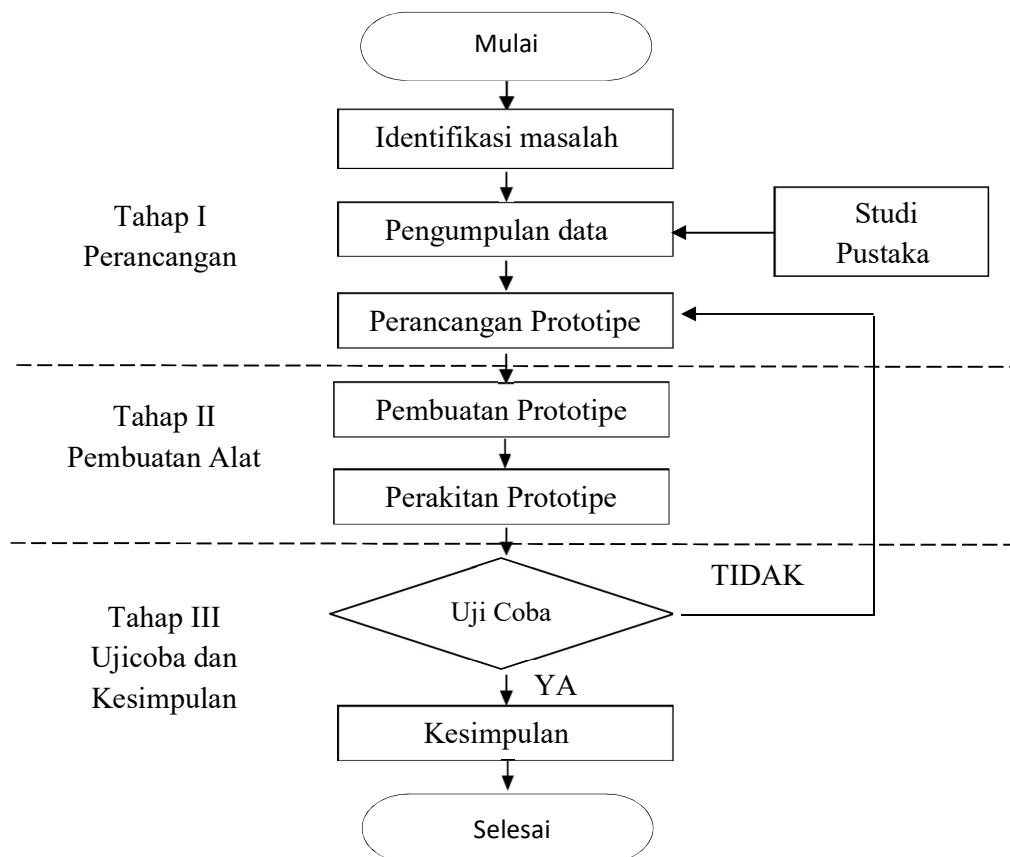 Mulai
Identifikasi masalah
Tahap I
Perancangan
Pengumpulan data
Studi
Pustaka
Perancangan Prototipe
Tahap II
Pembuatan Alat
Pembuatan Prototipe
Perakitan Prototipe
TIDAK
Tahap III
Ujicoba dan
Kesimpulan
Uji Coba
YA
Kesimpulan
Selesai